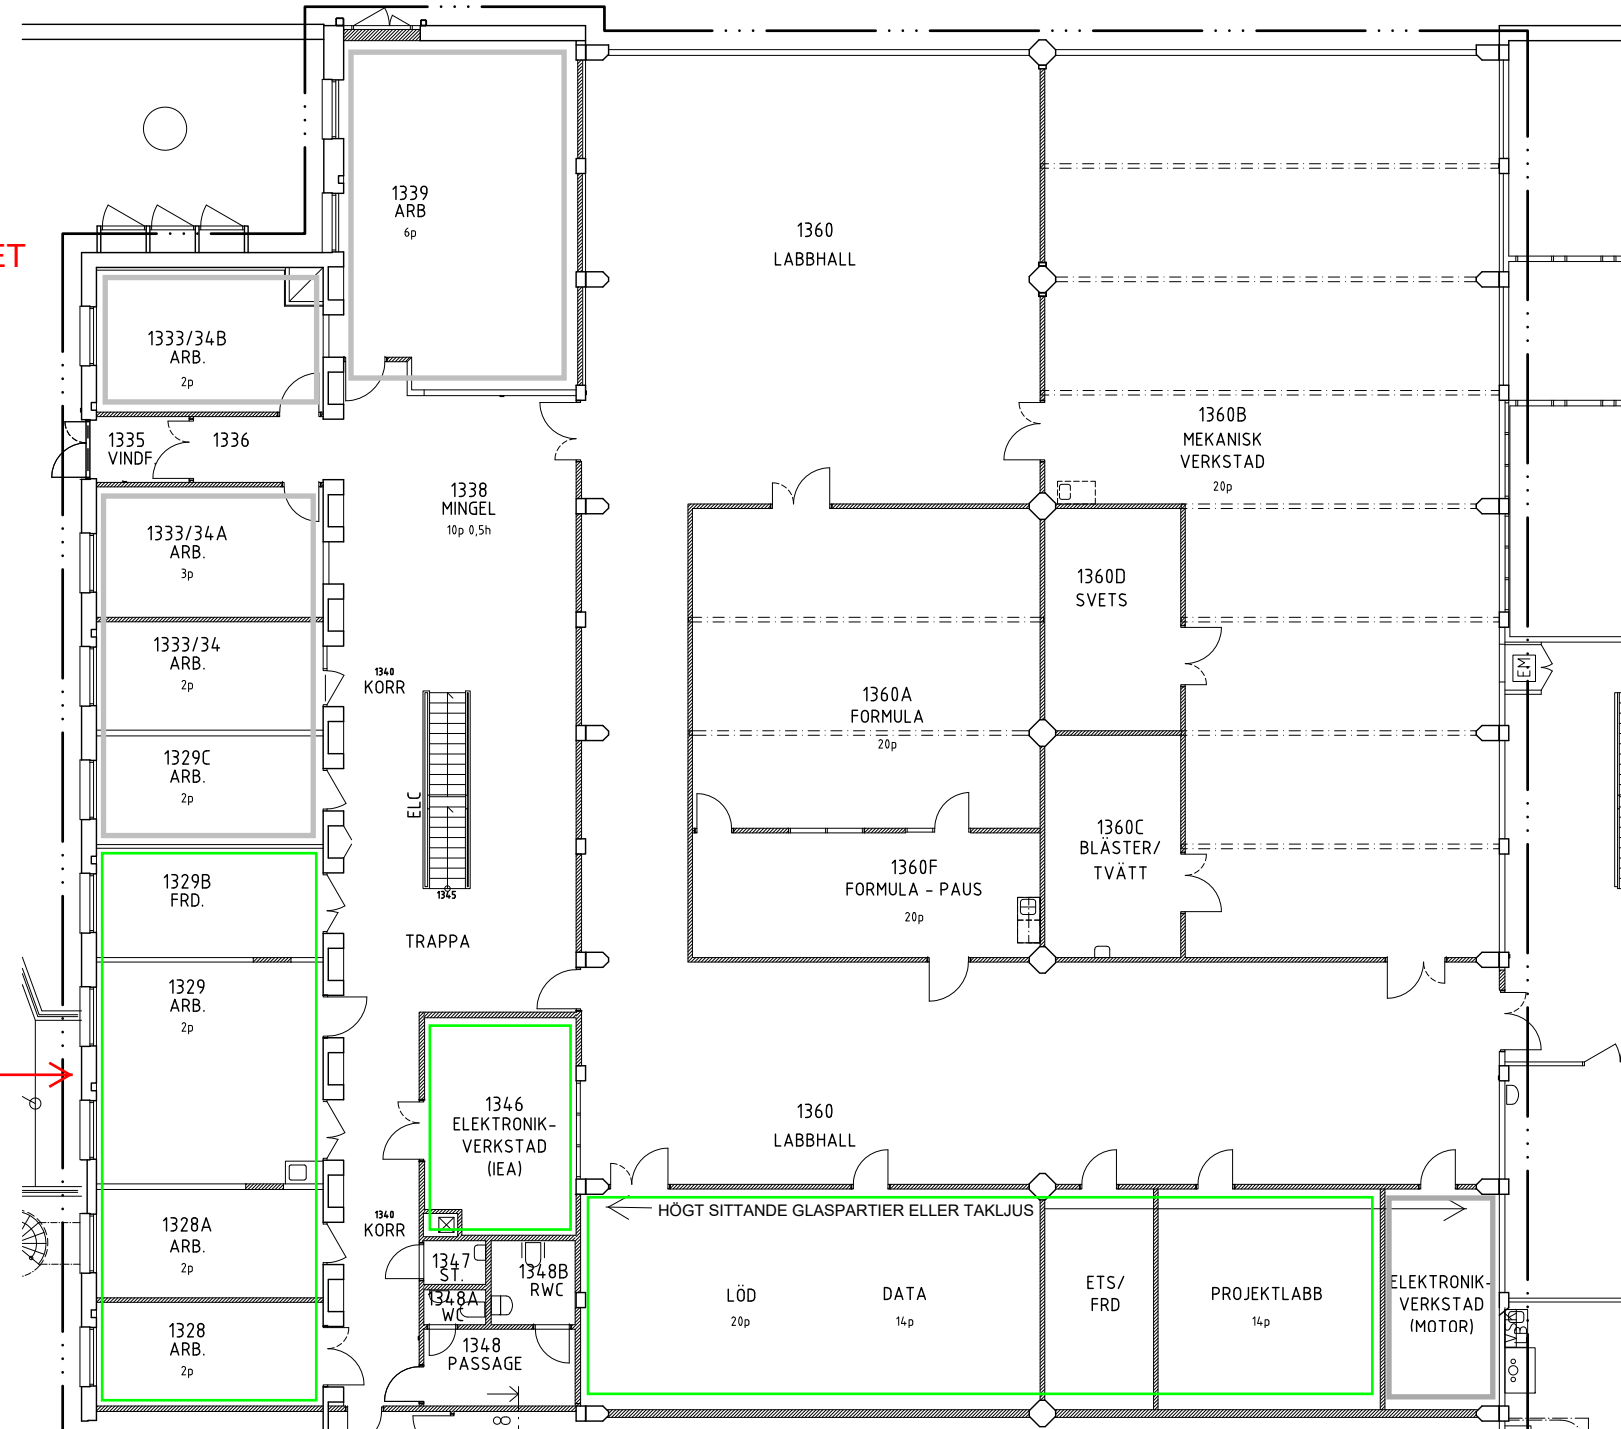 ET
1339
ARB
6p
1360
LABBHALL
1333/34B
ARB.
2p
1335
VINDF.
1336
1360B
MEKANISK
VERKSTAD
20p
1338
MINGEL
10p 0,5h
1333/34A
ARB.
3p
1360D
SVETS
1333/34
ARB.
2p
1340
KORR
EM
1360A
FORMULA
20p
1329C
ARB.
2p
ELC
1360C
BLÄSTER/
TVÄTT
1329B
FRD.
1345
1360F
FORMULA - PAUS
20p
TRAPPA
1329
ARB.
2p
1346
ELEKTRONIK-
VERKSTAD
(IEA)
1360
LABBHALL
HÖGT SITTANDE GLASPARTIER ELLER TAKLJUS
1328A
ARB.
2p
1340
KORR
1347
ST.
1348B
RWC
1348A
WC
LÖD
20p
DATA
14p
ETS/
FRD
PROJEKTLABB
14p
ELEKTRONIK-
VERKSTAD
(MOTOR)
1328
ARB.
2p
1348
PASSAGE
8